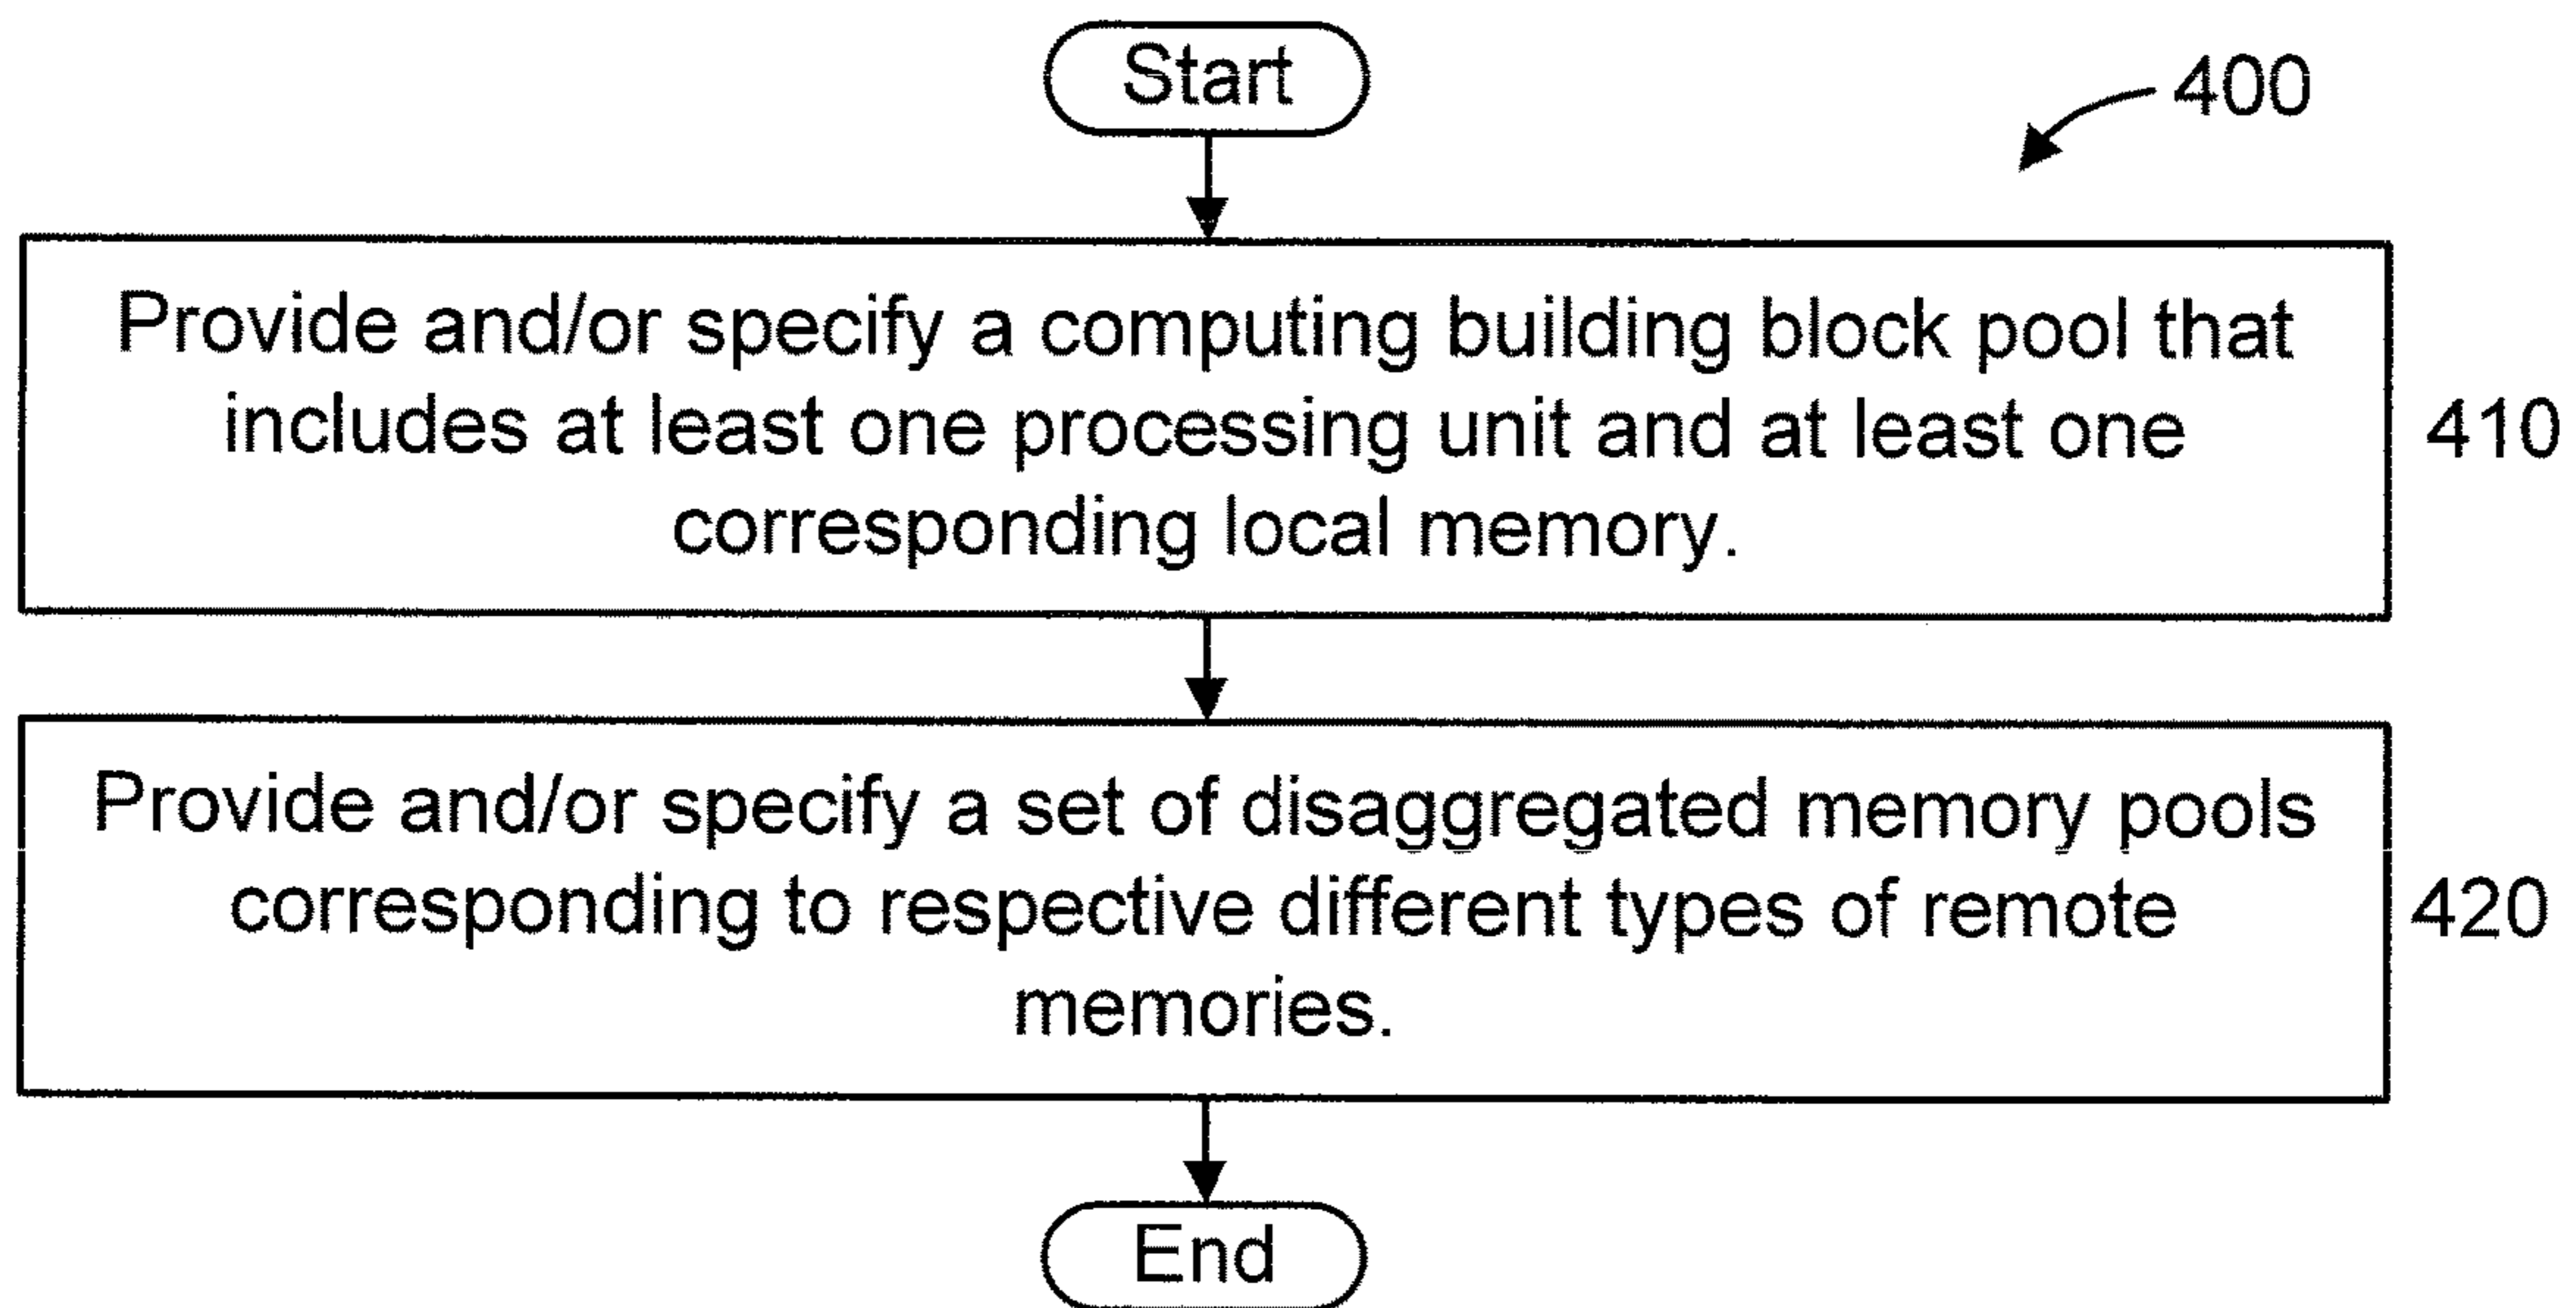 Start
400
Provide and/or specify a computing building block pool that
includes at least one processing unit and at least one
corresponding local memory.
410
Provide and/or specify a set of disaggregated memory pools
corresponding to respective different types of remote
memories.
420
End